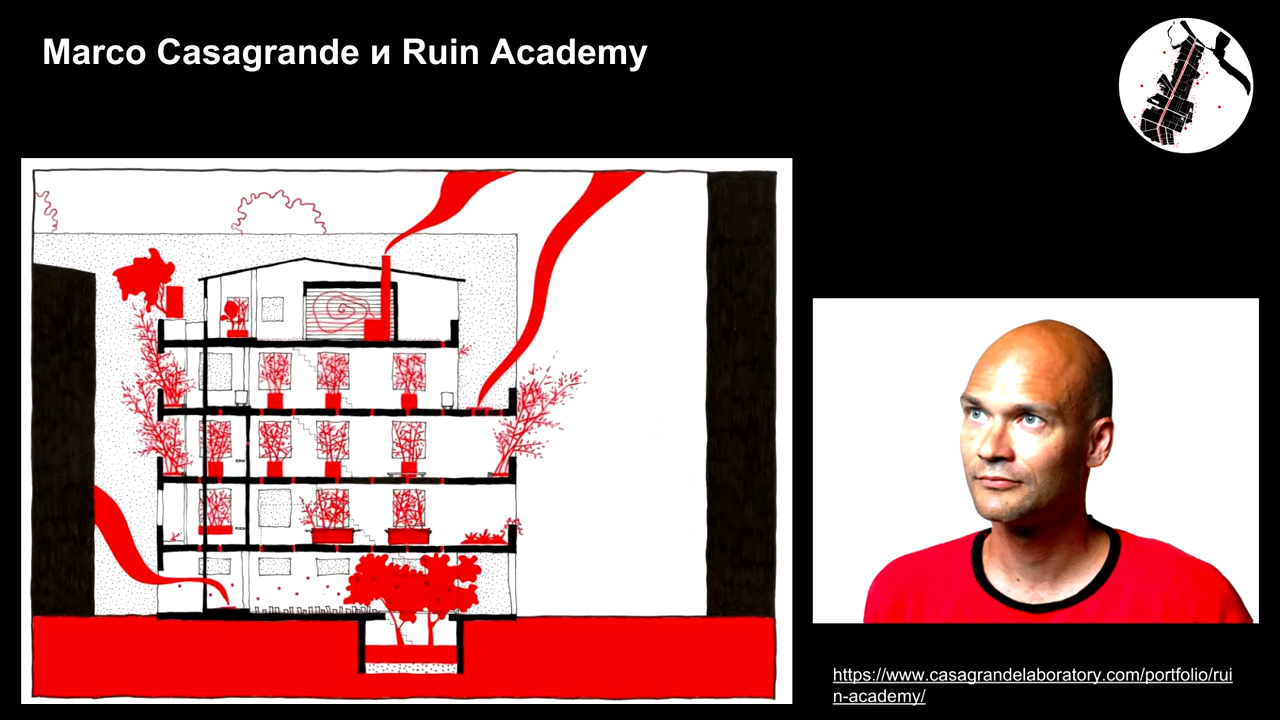 Marco Casagrande и Ruin Academy
https://www.casagrandelaboratory.com/portfolio/rui
n-academy/